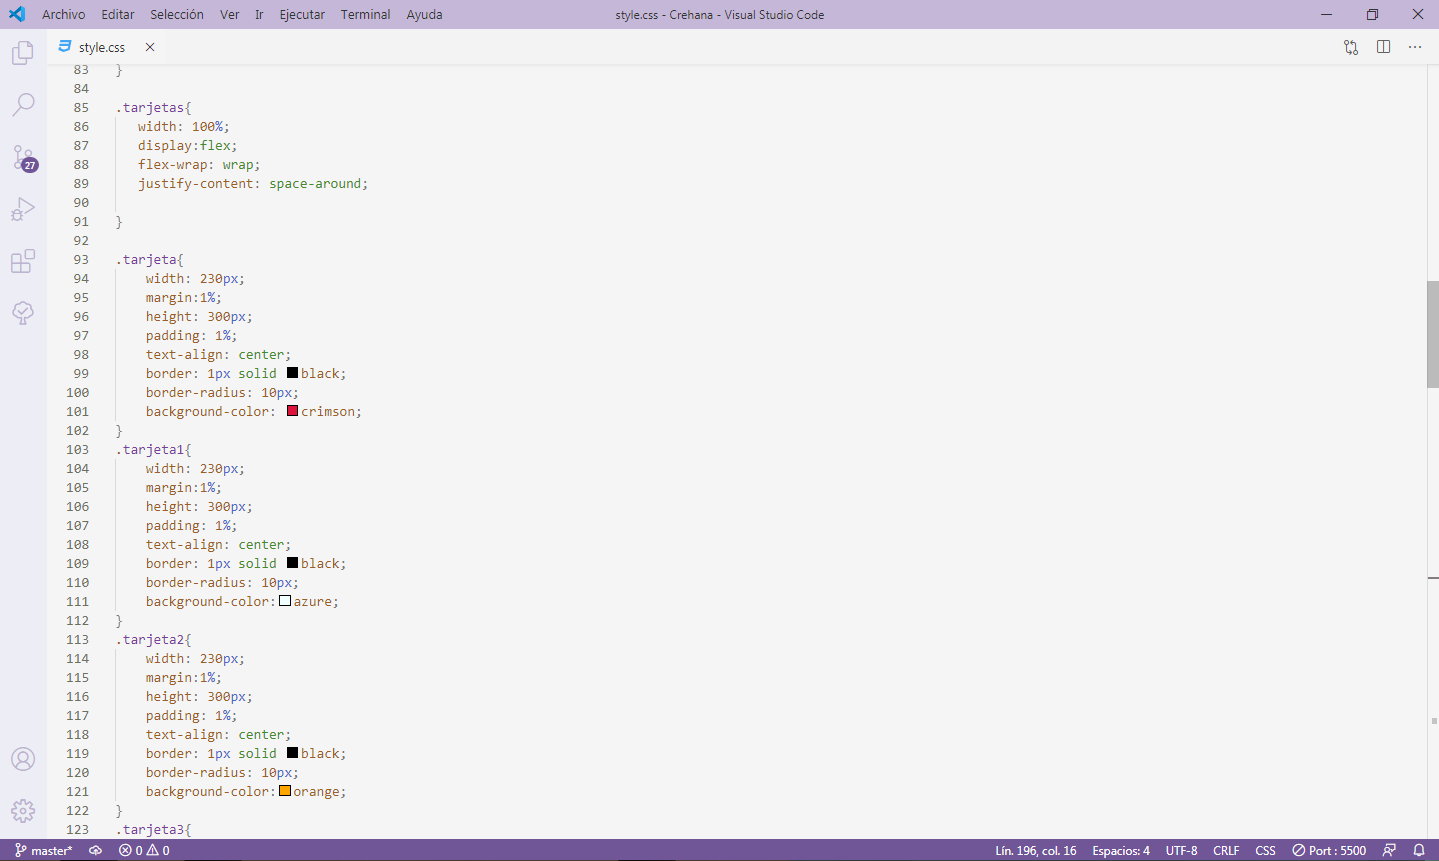 Archivo Editar Selección Ver Ir Ejecutar Terminal Ayuda style.css - Crehana - Visual Studio Code
style.css
83 }
84
85 .tarjetas{
86 width: 100%;
87 display:flex;
88 flex-wrap: wrap;
89 justify-content: space-around;
90
91 }
92
93 .tarjeta{
94 width: 230px;
95 margin:1%;
96 height: 300px;
97 padding: 1%;
98 text-align: center;
99 border: 1px solid black;
100 border-radius: 10px;
101 background-color: crimson;
102 }
103 .tarjeta1{
104 width: 230px;
105 margin:1%;
106 height: 300px;
107 padding: 1%;
108 text-align: center;
109 border: 1px solid black;
110 border-radius: 10px;
111 background-color: azure;
112 }
113 .tarjeta2{
114 width: 230px;
115 margin:1%;
116 height: 300px;
117 padding: 1%;
118 text-align: center;
119 border: 1px solid black;
120 border-radius: 10px;
121 background-color: orange;
122 }
123 .tarjeta3{
27
master* 0 0 Lín. 196, col. 16 Espacios: 4 UTF-8 CRLF CSS Port : 5500